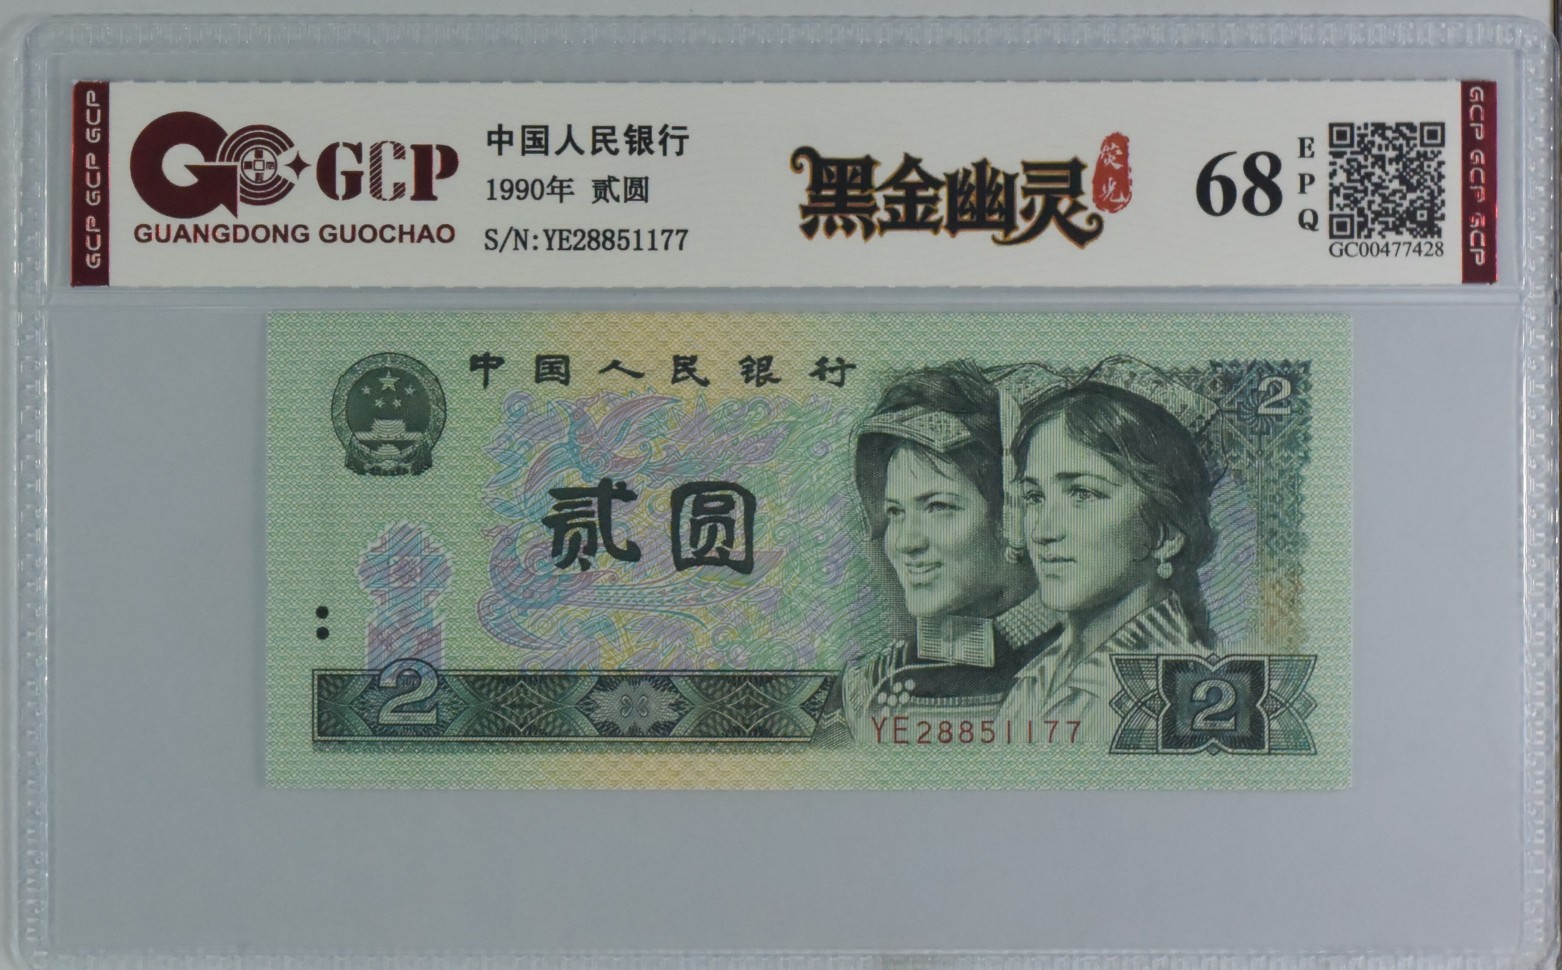 GCP GCP GCP
GCP
GUANGDONG GUOCHAO
中国人民银行
1990年 贰圆
S/N:YE28851177
黑金幽灵
荧光
68
EPQ
GC00477428
GCP GCP GCP
中国人民银行
2
贰圆
2
YE28851177
2